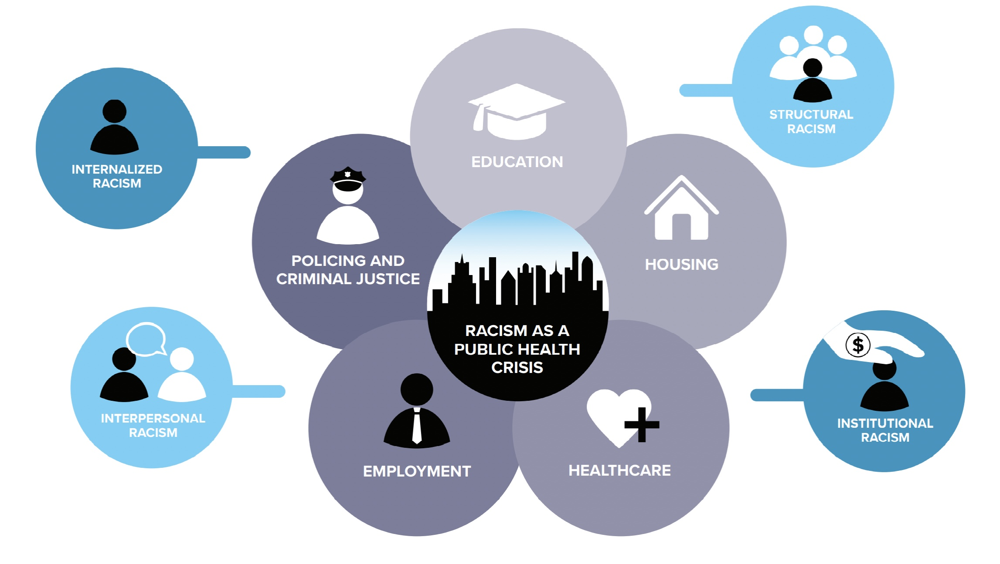 STRUCTURAL
RACISM
EDUCATION
INTERNALIZED
RACISM
POLICING AND
CRIMINAL JUSTICE
HOUSING
RACISM AS A
PUBLIC HEALTH
CRISIS
$
INTERPERSONAL
RACISM
INSTITUTIONAL
RACISM
EMPLOYMENT
HEALTHCARE